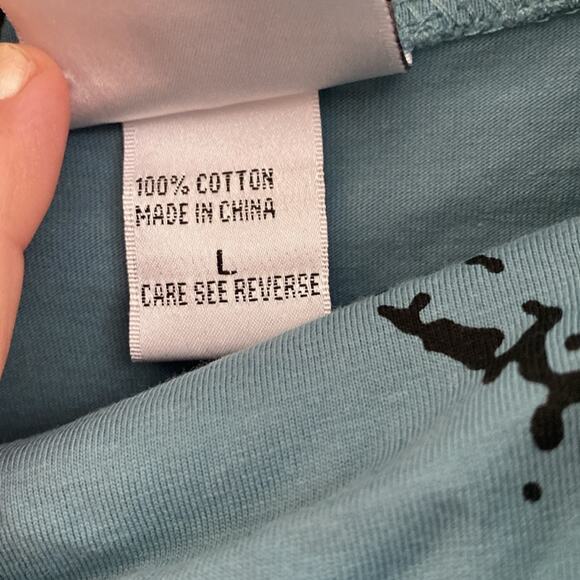 100% COTTON
MADE IN CHINA
L
CARE SEE REVERSE